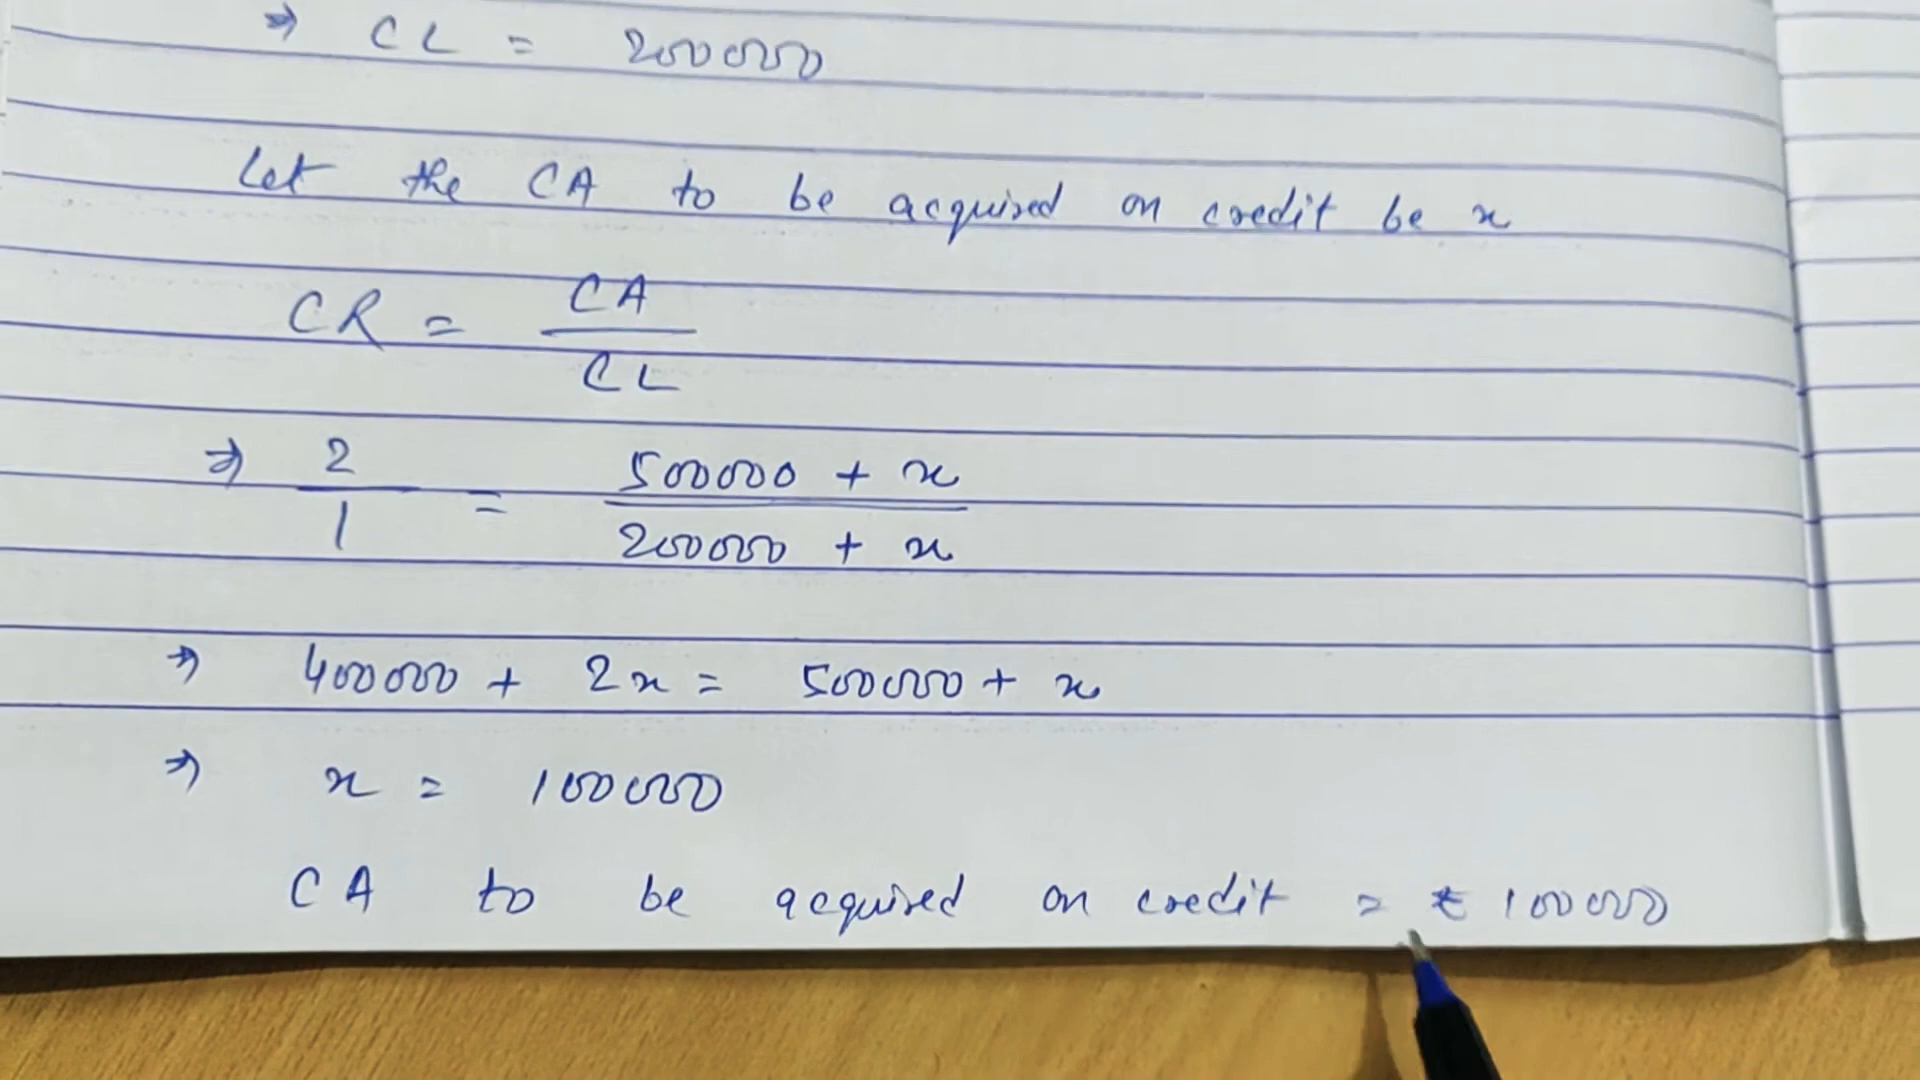 ⇒ CL = 200000
Let the CA to be acquired on credit be x
CR = CA
CL
⇒ 2 = 500000 + x
1 200000 + x
⇒ 400000 + 2x = 500000 + x
⇒ x = 100000
CA to be acquired on credit = ₹ 100000